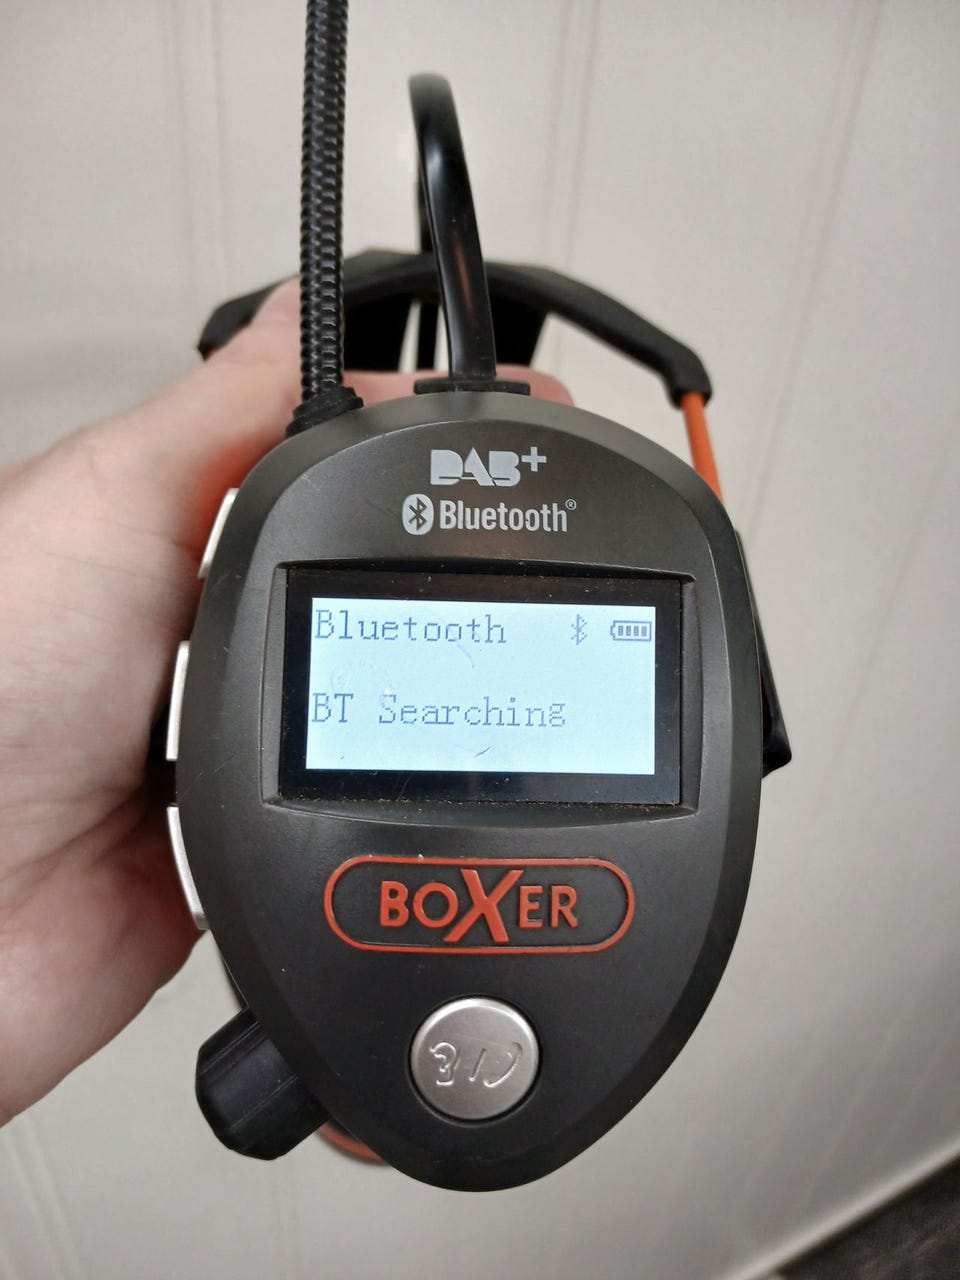 DAB+
Bluetooth®
Bluetooth
BT Searching
BOXER